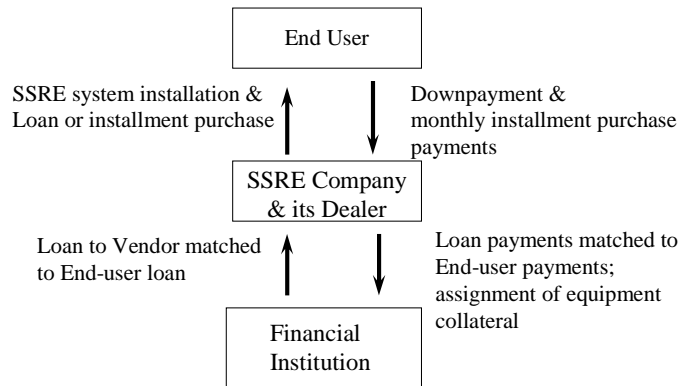 End User
SSRE system installation &
Loan or installment purchase
Downpayment &
monthly installment purchase
payments
SSRE Company
& its Dealer
Loan to Vendor matched
to End-user loan
Loan payments matched to
End-user payments;
assignment of equipment
collateral
Financial
Institution